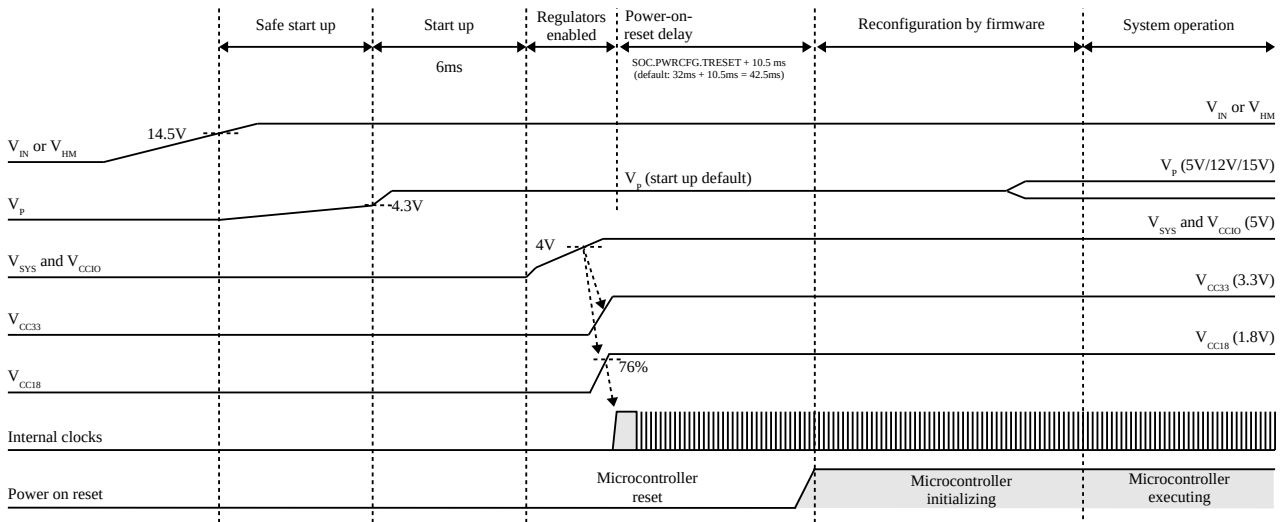 Safe start up
Start up
Regulators
enabled
Power-on-
reset delay
Reconfiguration by firmware
System operation
6ms
SOC.PWRCFG.TRESET + 10.5 ms
(default: 32ms + 10.5ms = 42.5ms)
VIN or VHM
14.5V
VIN or VHM
VP (5V/12V/15V)
VP (start up default)
VP
4.3V
VSYS and VCCIO (5V)
4V
VSYS and VCCIO
VCC33 (3.3V)
VCC33
VCC18 (1.8V)
76%
VCC18
Internal clocks
Microcontroller
reset
Microcontroller
initializing
Microcontroller
executing
Power on reset